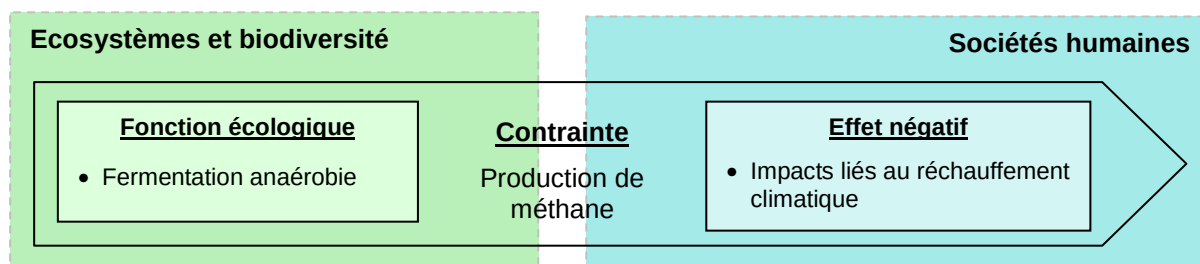 Ecosystèmes et biodiversité
Sociétés humaines
Fonction écologique
• Fermentation anaérobie
Contrainte
Production de
méthane
Effet négatif
• Impacts liés au réchauffement
climatique